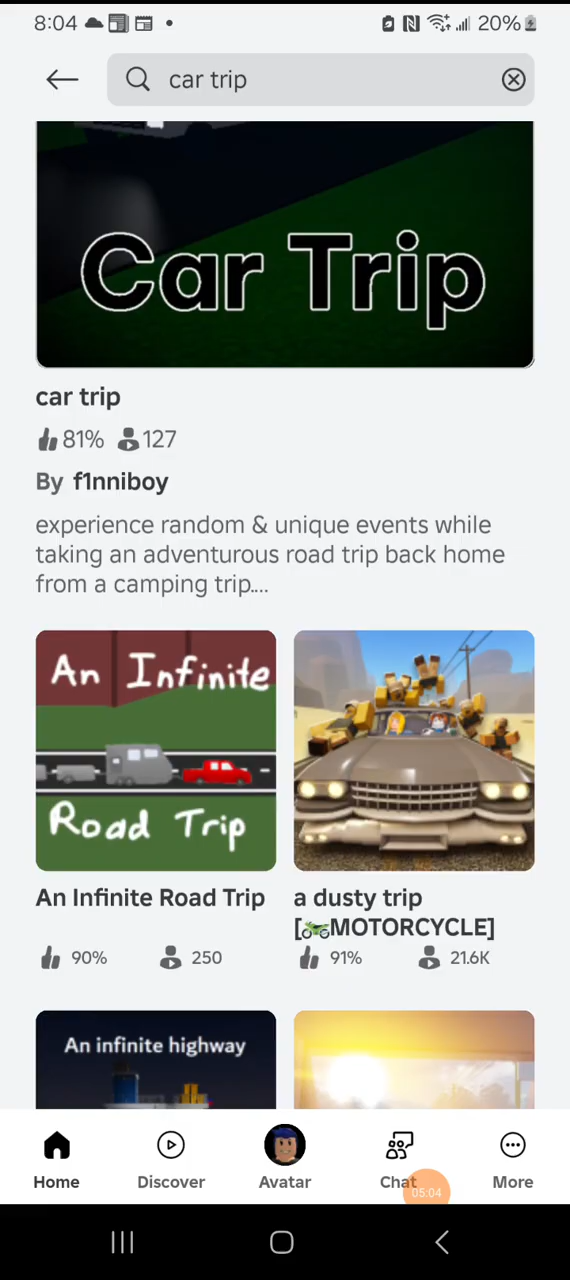 8:04
20%
car trip
Car Trip
car trip
81% 127
By f1nniboy
experience random & unique events while
taking an adventurous road trip back home
from a camping trip....
An Infinite
Road Trip
An Infinite Road Trip
90% 250
a dusty trip
[🏍️MOTORCYCLE]
91% 21.6K
An infinite highway
Home Discover Avatar Chat More
05:04